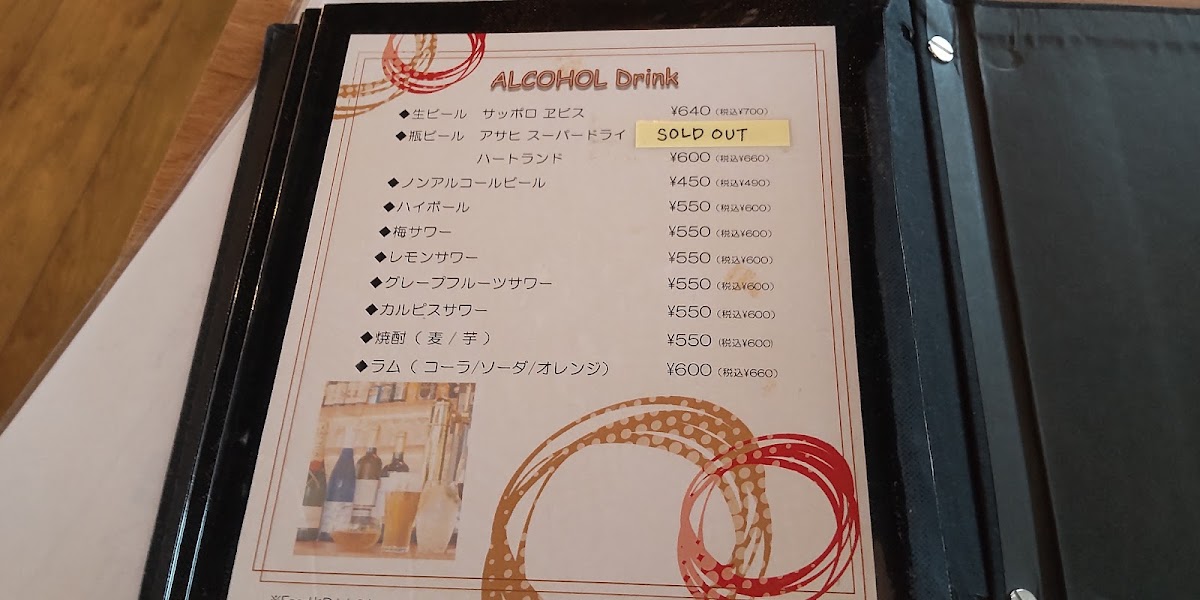 ALCOHOL Drink
◆生ビール サッポロ ヱビス ¥640（税込¥700）
◆瓶ビール アサヒ スーパードライ SOLD OUT
ハートランド ¥600（税込¥660）
◆ノンアルコールビール ¥450（税込¥490）
◆ハイボール ¥550（税込¥600）
◆梅サワー ¥550（税込¥600）
◆レモンサワー ¥550（税込¥600）
◆グレープフルーツサワー ¥550（税込¥600）
◆カルピスサワー ¥550（税込¥600）
◆焼酎（ 麦 / 芋 ） ¥550（税込¥600）
◆ラム（ コーラ/ソーダ/オレンジ） ¥600（税込¥660）